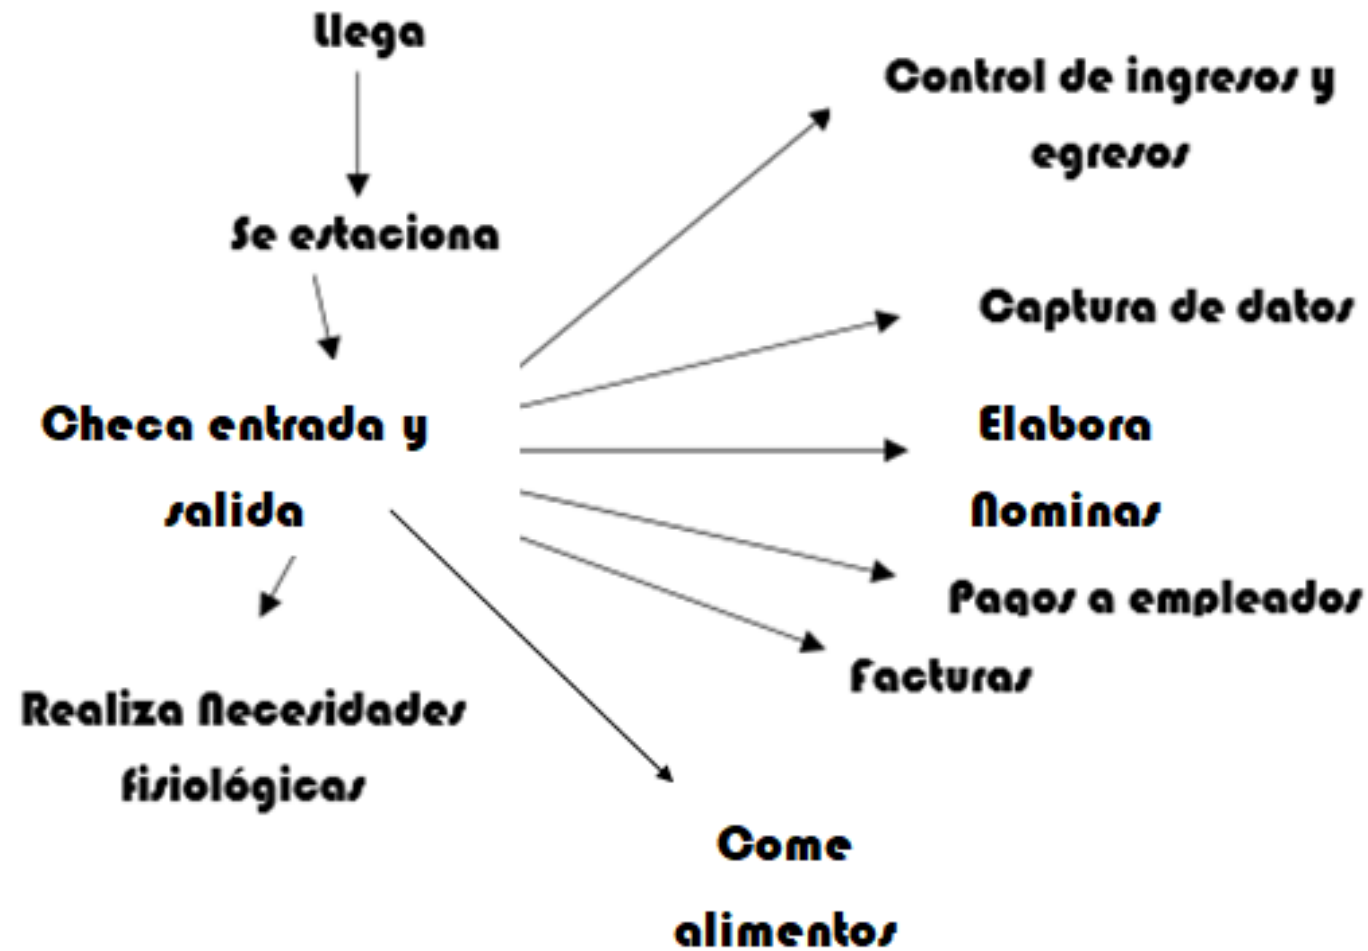 Llega
Se estaciona
Checa entrada y
salida
Realiza Necesidades
fisiológicas
Control de ingresos y
egresos
Captura de datos
Elabora
Nominas
Pagos a empleados
Facturas
Come
alimentos